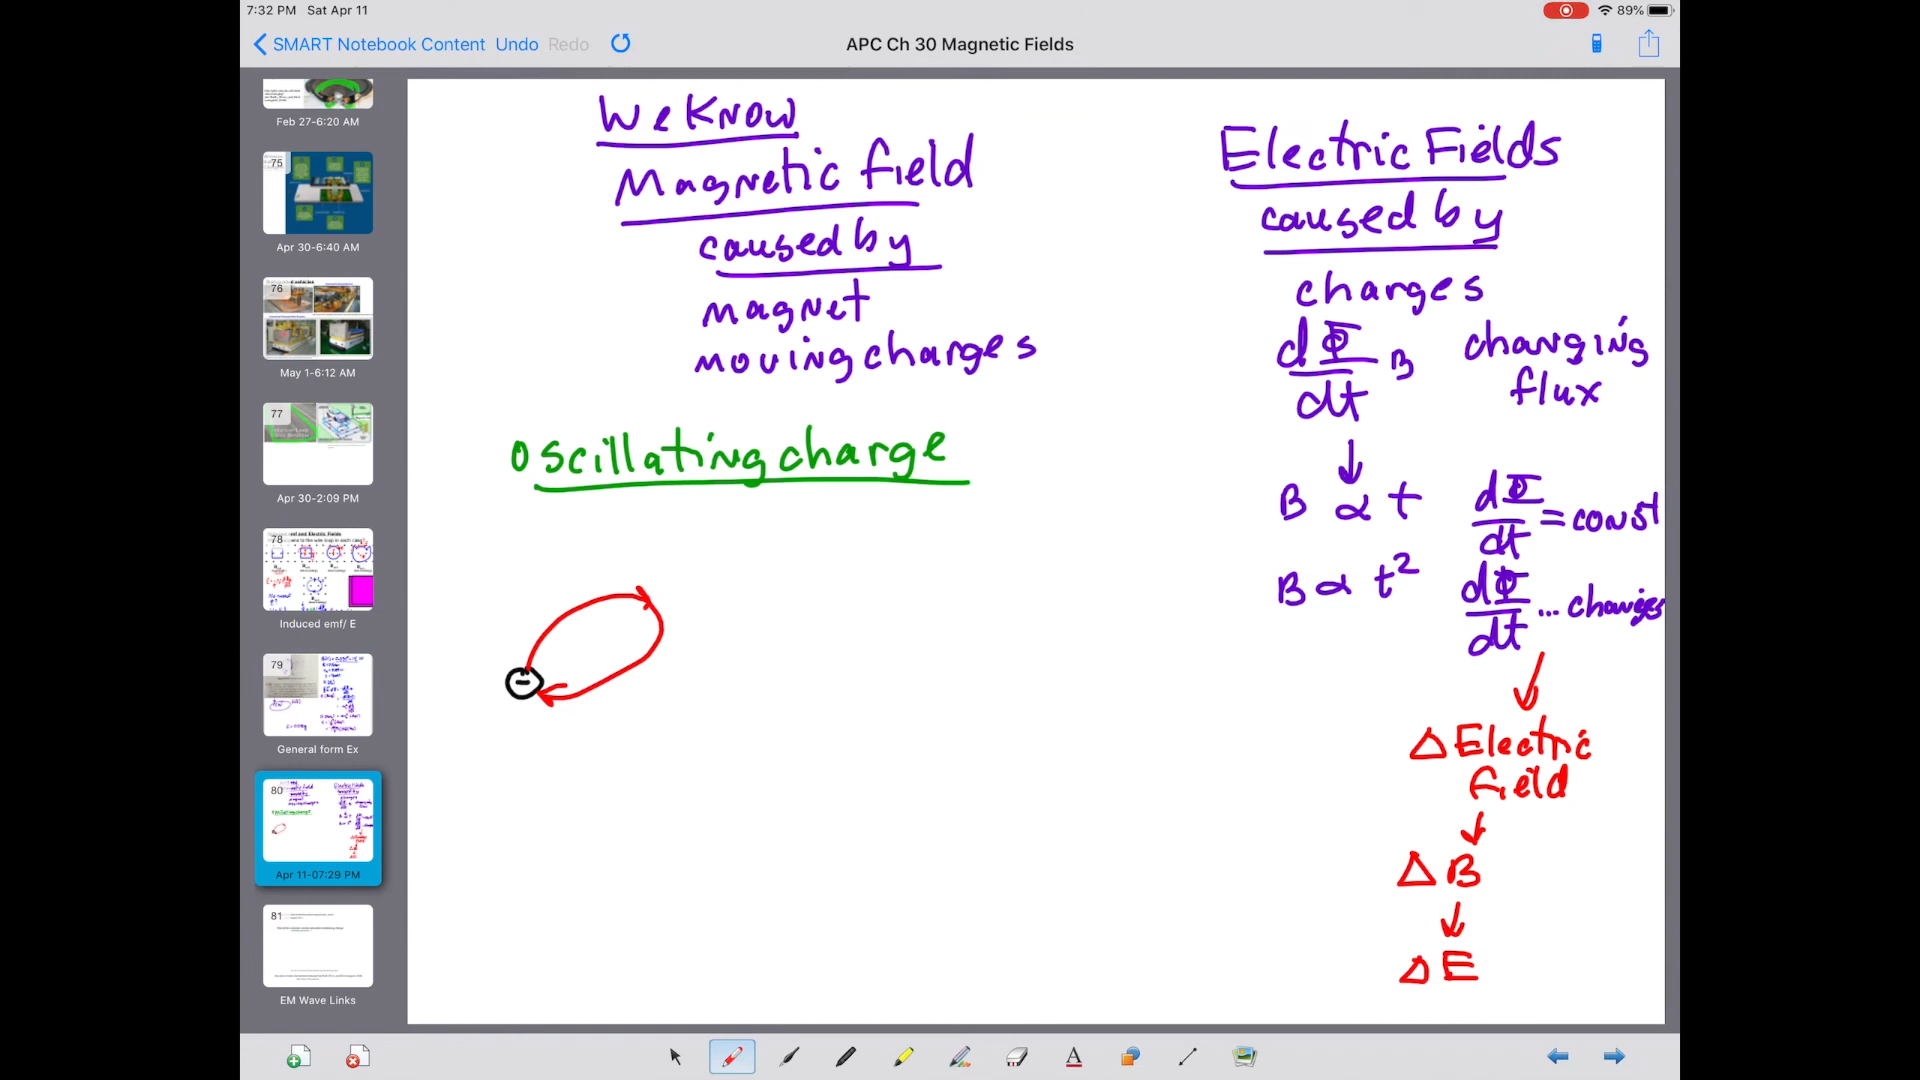 7:32 PM Sat Apr 11
89%
SMART Notebook Content Undo Redo
APC Ch 30 Magnetic Fields
Feb 27-6:20 AM
75
Apr 30-6:40 AM
76
May 1-6:12 AM
77
Apr 30-2:09 PM
78
Induced emf/ E
79
General form Ex
80
Apr 11-07:29 PM
81
EM Wave Links
We Know
Magnetic field
caused by
magnet
moving charges
Oscillating charge
-
Electric Fields
caused by
charges
dΦ_B/dt changing
flux
↓
B α t dΦ/dt = const
B α t² dΦ/dt ... changes
↓
Δ Electric
field
↓
Δ B
↓
Δ E